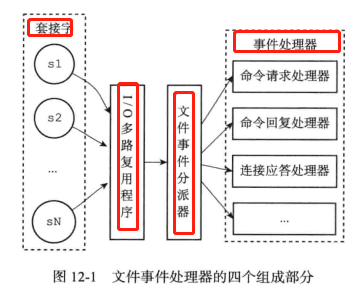 套接字
s1
s2
...
sN
I/O多路复用程序
文件事件分派器
事件处理器
命令请求处理器
命令回复处理器
连接应答处理器
...
图 12-1 文件事件处理器的四个组成部分